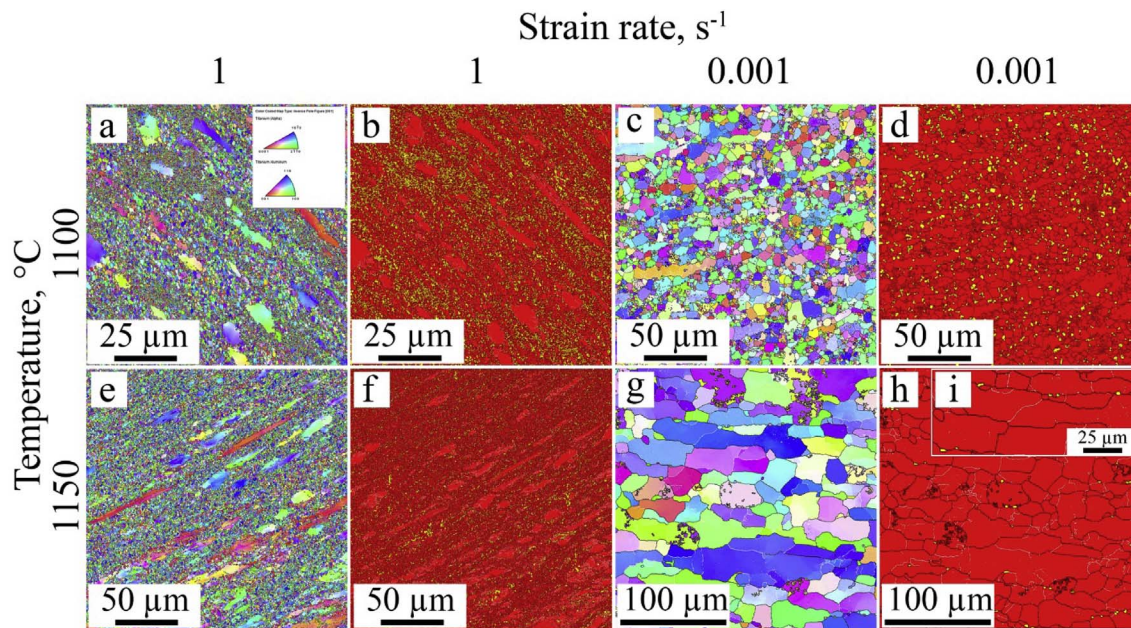 Strain rate, s⁻¹
1 1 0.001 0.001
Temperature, °C
1100
a b c d
25 µm 25 µm 50 µm 50 µm
1150
e f g h i
25 µm
50 µm 50 µm 100 µm 100 µm